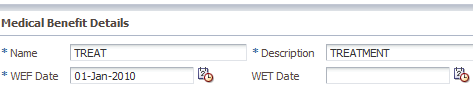 Medical Benefit Details
* Name TREAT * Description TREATMENT
* WEF Date 01-Jan-2010 WET Date